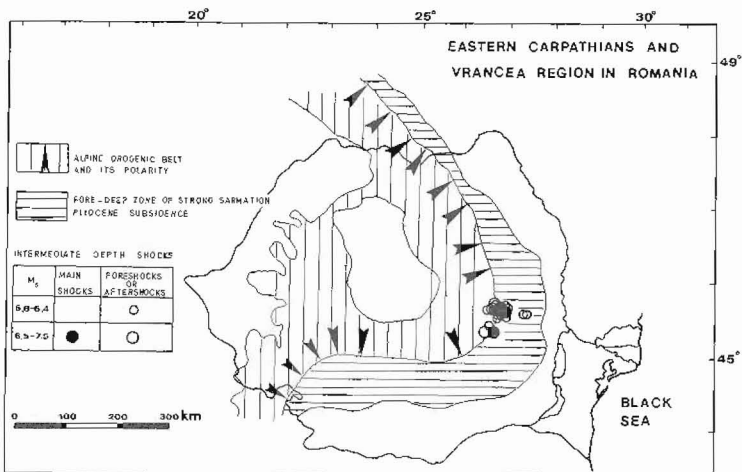 20° 25° 30°
EASTERN CARPATHIANS AND
VRANCEA REGION IN ROMANIA
49°
ALPINE OROGENIC BELT
AND ITS POLARITY
FORE-DEEP ZONE OF STRONG SARMATION
PLIOCENE SUBSIDENCE
INTERMEDIATE DEPTH SHOCKS
Ms MAIN SHOCKS FORESHOCKS OR AFTERSHOCKS
6,8-6,4
6,5-7,5
45°
BLACK
SEA
0 100 200 300 km